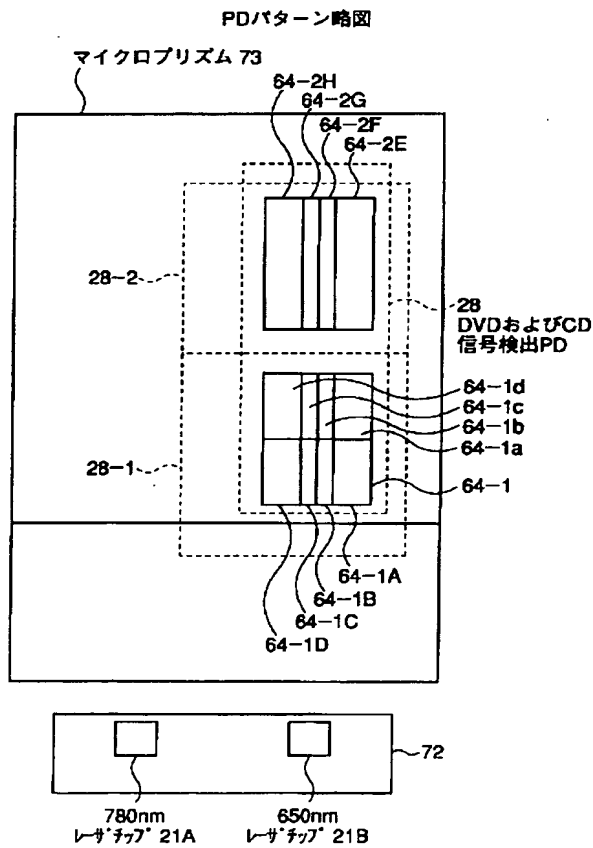 PDパターン略図
マイクロプリズム 73
64-2H
64-2G
64-2F
64-2E
28-2
28
DVDおよびCD
信号検出PD
64-1d
64-1c
64-1b
64-1a
28-1
64-1
64-1A
64-1B
64-1C
64-1D
72
780nm
ﾚｰｻﾞﾁｯﾌﾟ 21A
650nm
ﾚｰｻﾞﾁｯﾌﾟ 21B